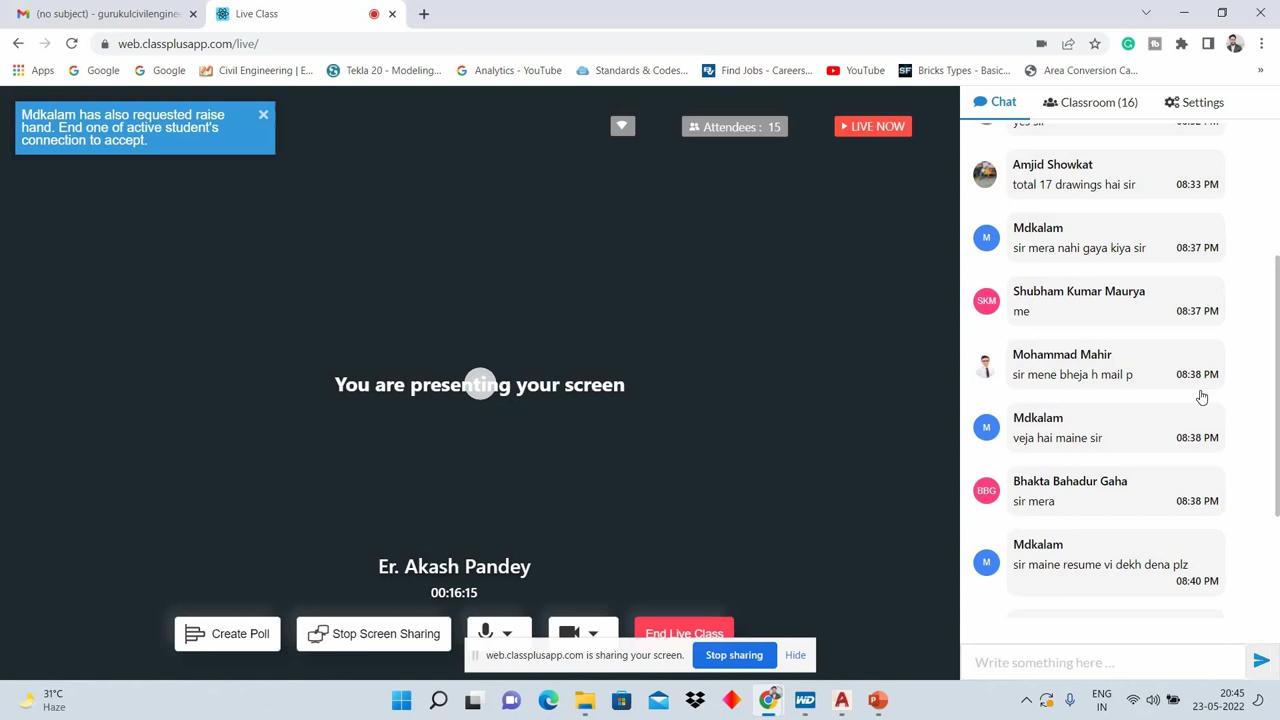 (no subject) - gurukulcivilengine
Live Class
web.classplusapp.com/live/
Apps
Google
Google
Civil Engineering | E...
Tekla 20 - Modeling...
Analytics - YouTube
Standards & Codes...
Find Jobs - Careers...
YouTube
SF
Bricks Types - Basic...
Area Conversion Ca...
»
Mdkalam has also requested raise
hand. End one of active student's
connection to accept.
Attendees : 15
LIVE NOW
You are presenting your screen
Er. Akash Pandey
00:16:15
Create Poll
Stop Screen Sharing
End Live Class
web.classplusapp.com is sharing your screen.
Stop sharing
Hide
Chat
Classroom (16)
Settings
Amjid Showkat
total 17 drawings hai sir
08:33 PM
M
Mdkalam
sir mera nahi gaya kiya sir
08:37 PM
SKM
Shubham Kumar Maurya
me
08:37 PM
Mohammad Mahir
sir mene bheja h mail p
08:38 PM
M
Mdkalam
veja hai maine sir
08:38 PM
BBG
Bhakta Bahadur Gaha
sir mera
08:38 PM
M
Mdkalam
sir maine resume vi dekh dena plz
08:40 PM
Write something here ...
31°C
Haze
ENG
IN
20:45
23-05-2022